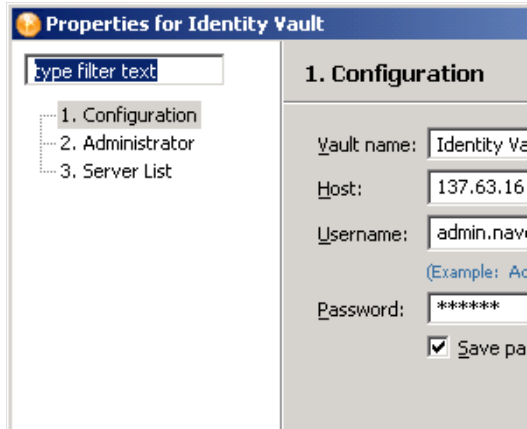 Properties for Identity Vault
type filter text
1. Configuration
2. Administrator
3. Server List
1. Configuration
Vault name: Identity Va
Host: 137.63.16
Username: admin.nav
(Example: Ad
Password: ******
Save pa